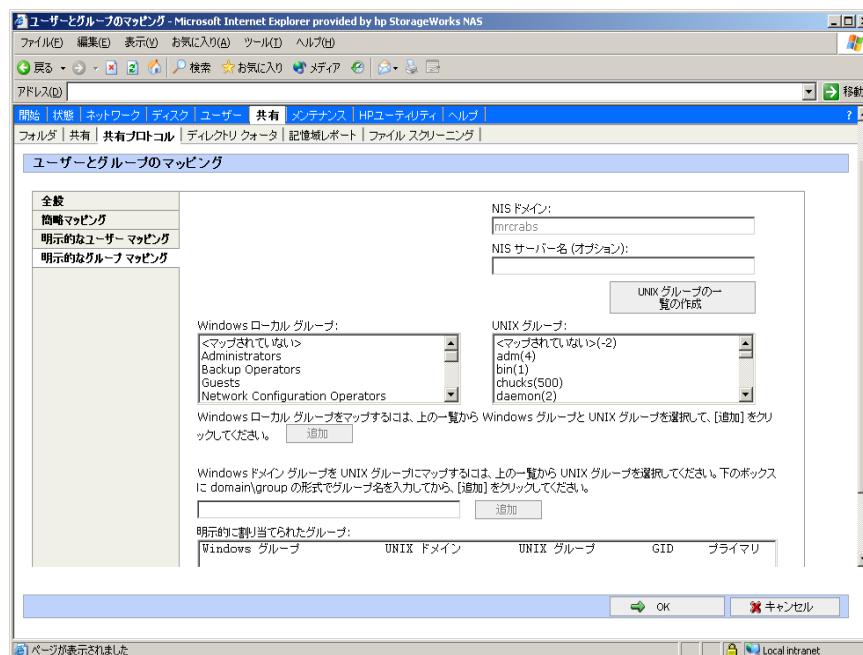 ユーザーとグループのマッピング - Microsoft Internet Explorer provided by hp StorageWorks NAS
ファイル(F) 編集(E) 表示(V) お気に入り(A) ツール(T) ヘルプ(H)
戻る 検索 お気に入り メディア
アドレス(D) 移動
開始 | 状態 | ネットワーク | ディスク | ユーザー | 共有 | メンテナンス | HPユーティリティ | ヘルプ | ?
フォルダ | 共有 | 共有プロトコル | ディレクトリ クォータ | 記憶域レポート | ファイル スクリーニング |
ユーザーとグループのマッピング
全般
簡略マッピング
明示的なユーザー マッピング
明示的なグループ マッピング
NIS ドメイン:
mrcrabs
NIS サーバー名 (オプション):
UNIX グループの一
覧の作成
Windows ローカル グループ:
<マップされていない>
Administrators
Backup Operators
Guests
Network Configuration Operators
UNIX グループ:
<マップされていない>(-2)
adm(4)
bin(1)
chucks(500)
daemon(2)
Windows ローカル グループをマップするには、上の一覧から Windows グループと UNIX グループを選択して、[追加] をクリ
ックしてください。 追加
Windows ドメイン グループを UNIX グループにマップするには、上の一覧から UNIX グループを選択してください。下のボックス
に domain\group の形式でグループ名を入力してから、[追加] をクリックしてください。
追加
明示的に割り当てられたグループ:
Windows グループ UNIX ドメイン UNIX グループ GID プライマリ
OK キャンセル
ページが表示されました Local intranet